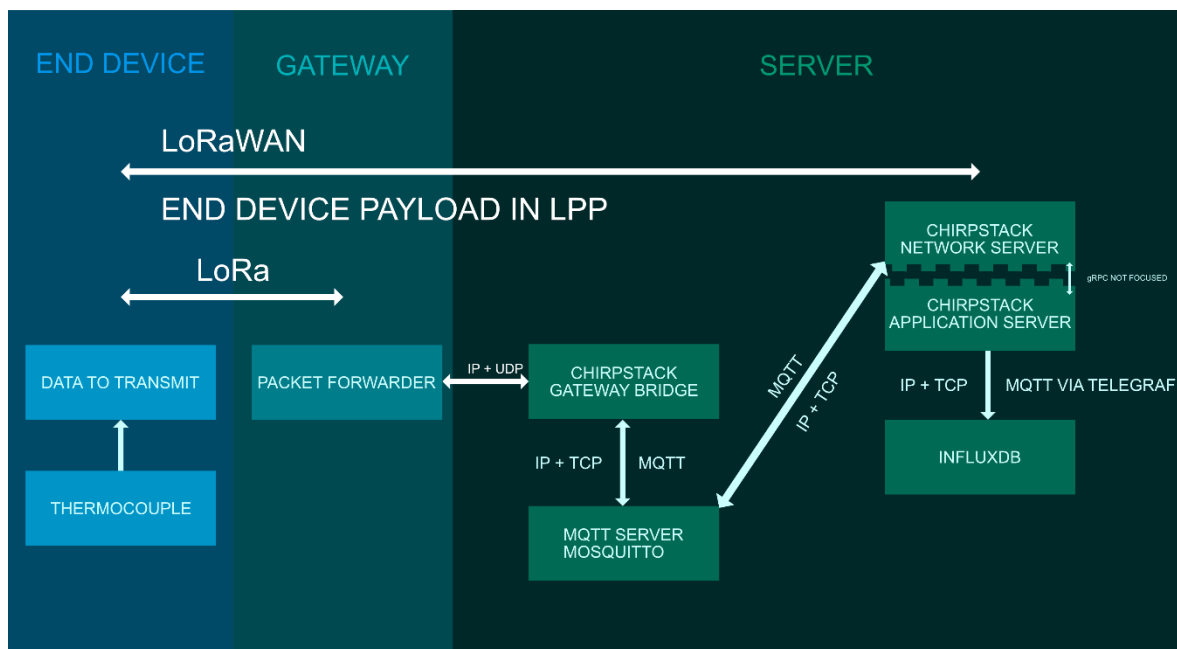 END DEVICE
GATEWAY
SERVER
LoRaWAN
END DEVICE PAYLOAD IN LPP
LoRa
CHIRPSTACK
NETWORK SERVER
gRPC NOT FOCUSED
CHIRPSTACK
APPLICATION SERVER
DATA TO TRANSMIT
PACKET FORWARDER
IP + UDP
CHIRPSTACK
GATEWAY BRIDGE
MQTT
IP + TCP
IP + TCP
MQTT VIA TELEGRAF
IP + TCP
MQTT
INFLUXDB
THERMOCOUPLE
MQTT SERVER
MOSQUITTO